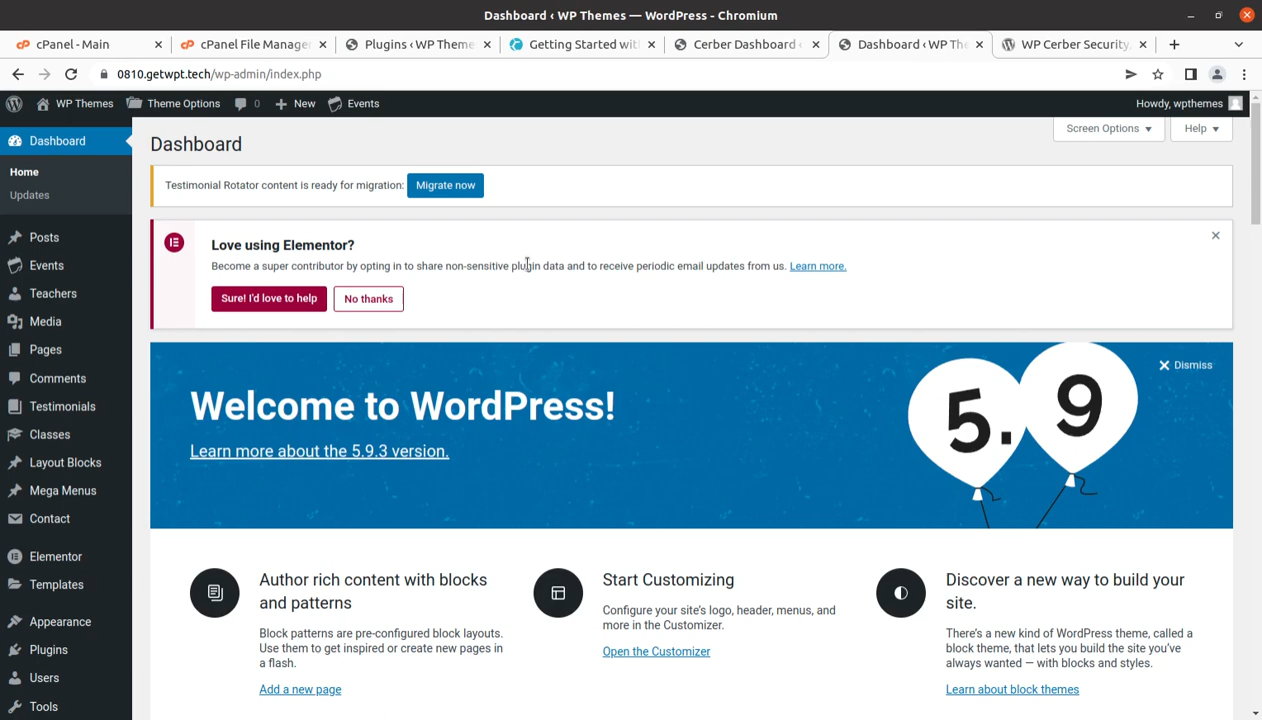 Dashboard ‹ WP Themes — WordPress - Chromium
cPanel - Main
cPanel File Manager
Plugins ‹ WP Theme
Getting Started wit
Cerber Dashboard ‹
Dashboard ‹ WP Th
WP Cerber Security,
0810.getwpt.tech/wp-admin/index.php
WP Themes
Theme Options
0
New
Events
Howdy, wpthemes
Dashboard
Home
Updates
Posts
Events
Teachers
Media
Pages
Comments
Testimonials
Classes
Layout Blocks
Mega Menus
Contact
Elementor
Templates
Appearance
Plugins
Users
Tools
Screen Options
Help
Dashboard
Testimonial Rotator content is ready for migration: Migrate now
Love using Elementor?
Become a super contributor by opting in to share non-sensitive plugin data and to receive periodic email updates from us. Learn more.
Sure! I'd love to help
No thanks
Dismiss
Welcome to WordPress!
Learn more about the 5.9.3 version.
5.9
Author rich content with blocks
and patterns
Block patterns are pre-configured block layouts.
Use them to get inspired or create new pages in
a flash.
Add a new page
Start Customizing
Configure your site's logo, header, menus, and
more in the Customizer.
Open the Customizer
Discover a new way to build your
site.
There's a new kind of WordPress theme, called a
block theme, that lets you build the site you've
always wanted — with blocks and styles.
Learn about block themes